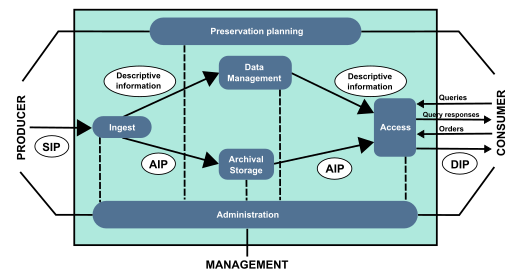 Preservation planning
Data
Management
Descriptive
information
Descriptive
information
PRODUCER
SIP
Ingest
AIP
Archival
Storage
AIP
Access
Queries
Query responses
Orders
DIP
CONSUMER
Administration
MANAGEMENT